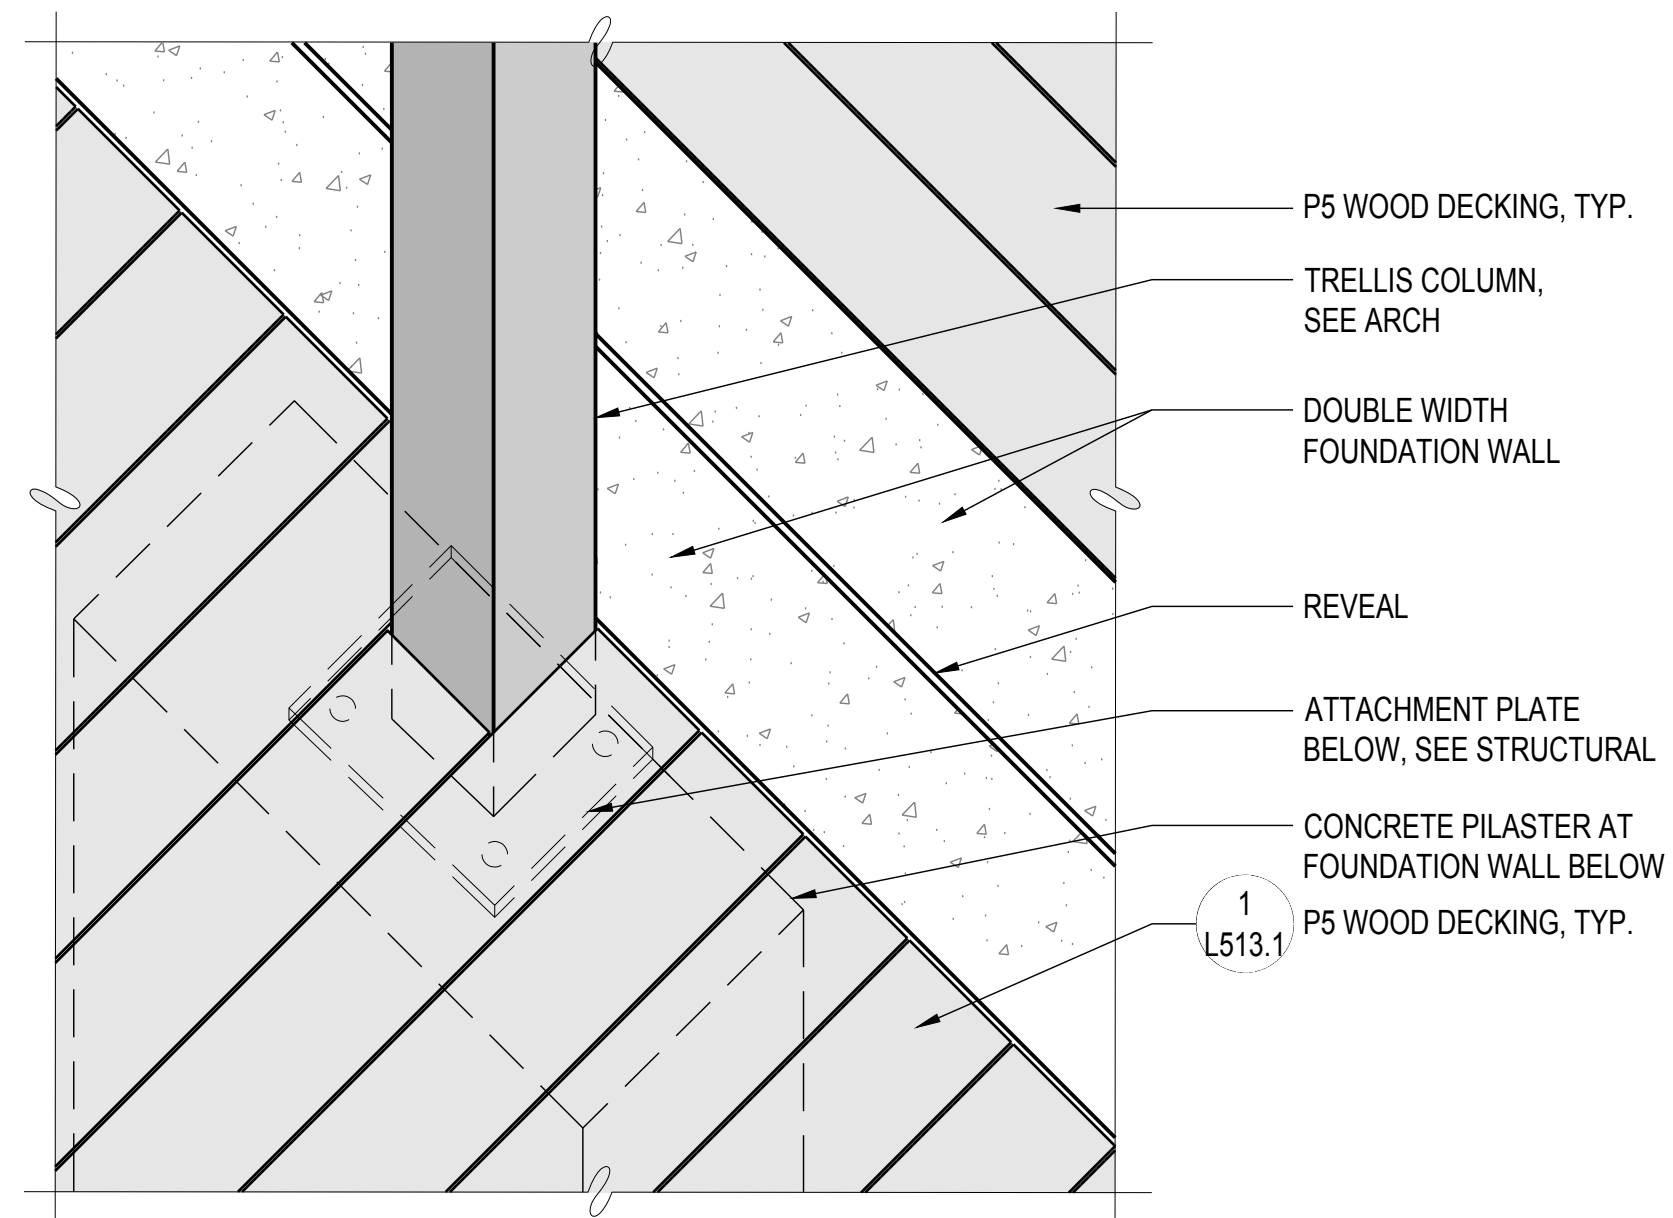 P5 WOOD DECKING, TYP.
TRELLIS COLUMN,
SEE ARCH
DOUBLE WIDTH
FOUNDATION WALL
REVEAL
ATTACHMENT PLATE
BELOW, SEE STRUCTURAL
CONCRETE PILASTER AT
FOUNDATION WALL BELOW
1
L513.1
P5 WOOD DECKING, TYP.